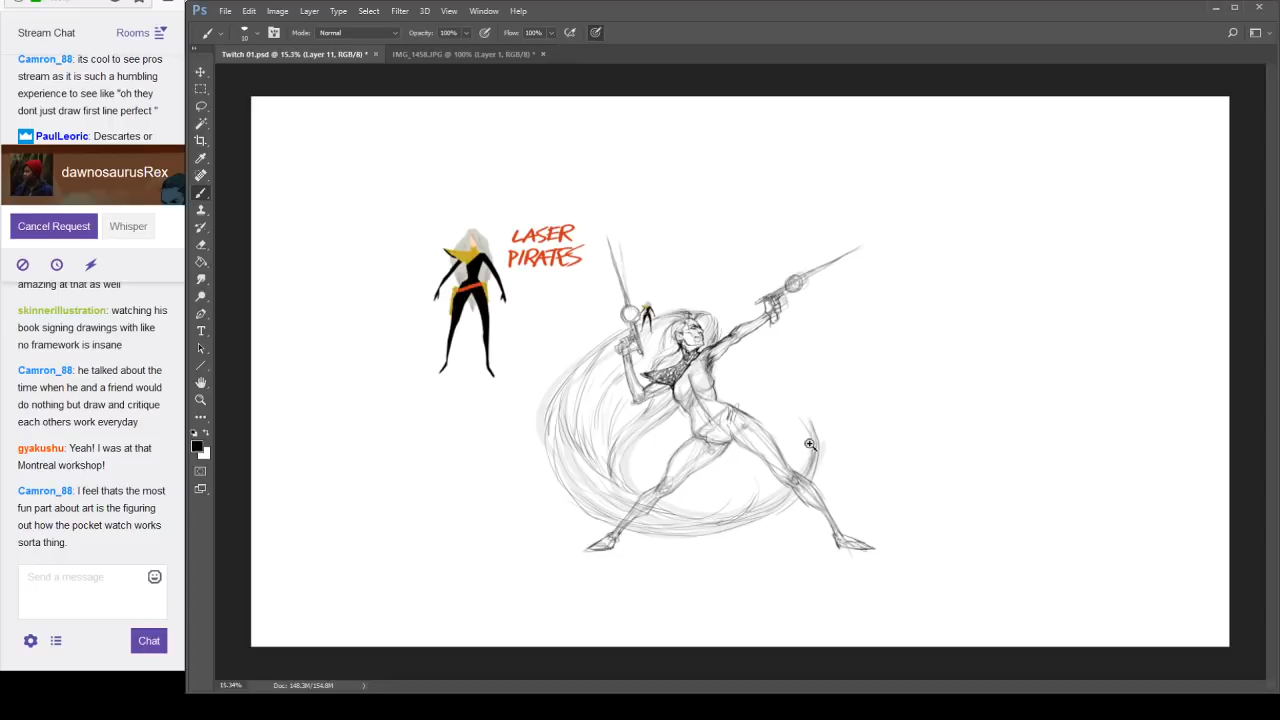 Stream Chat
Rooms
Camron_88: its cool to see pros
stream as it is such a humbling
experience to see like "oh they
dont just draw first line perfect "
PaulLeoric: Descartes or
dawnosaurusRex
Cancel Request
Whisper
amazing at that as well
skinnerillustration: watching his
book signing drawings with like
no framework is insane
Camron_88: he talked about the
time when he and a friend would
do nothing but draw and critique
each others work everyday
gyakushu: Yeah! I was at that
Montreal workshop!
Camron_88: I feel thats the most
fun part about art is the figuring
out how the pocket watch works
sorta thing.
Send a message
Chat
Ps File Edit Image Layer Type Select Filter 3D View Window Help
10 Mode: Normal Opacity: 100% Flow: 100%
Twitch 01.psd @ 15.3% (Layer 11, RGB/8) * × IMG_1458.JPG @ 100% (Layer 1, RGB/8) * ×
LASER
PIRATES
15.34% Doc: 148.3M/154.8M